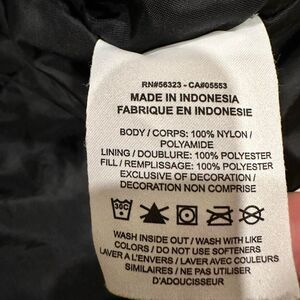 RN#56323 - CA#05553
MADE IN INDONESIA
FABRIQUE EN INDONESIE
BODY / CORPS: 100% NYLON /
POLYAMIDE
LINING / DOUBLURE: 100% POLYESTER
FILL / REMPLISSAGE: 100% POLYESTER
EXCLUSIVE OF DECORATION /
DECORATION NON COMPRISE
30C
WASH INSIDE OUT / WASH WITH LIKE
COLORS / DO NOT USE SOFTENERS
LAVER A L'ENVERS / LAVER AVEC COULEURS
SIMILAIRES / NE PAS UTILISER
D'ADOUCISSEUR